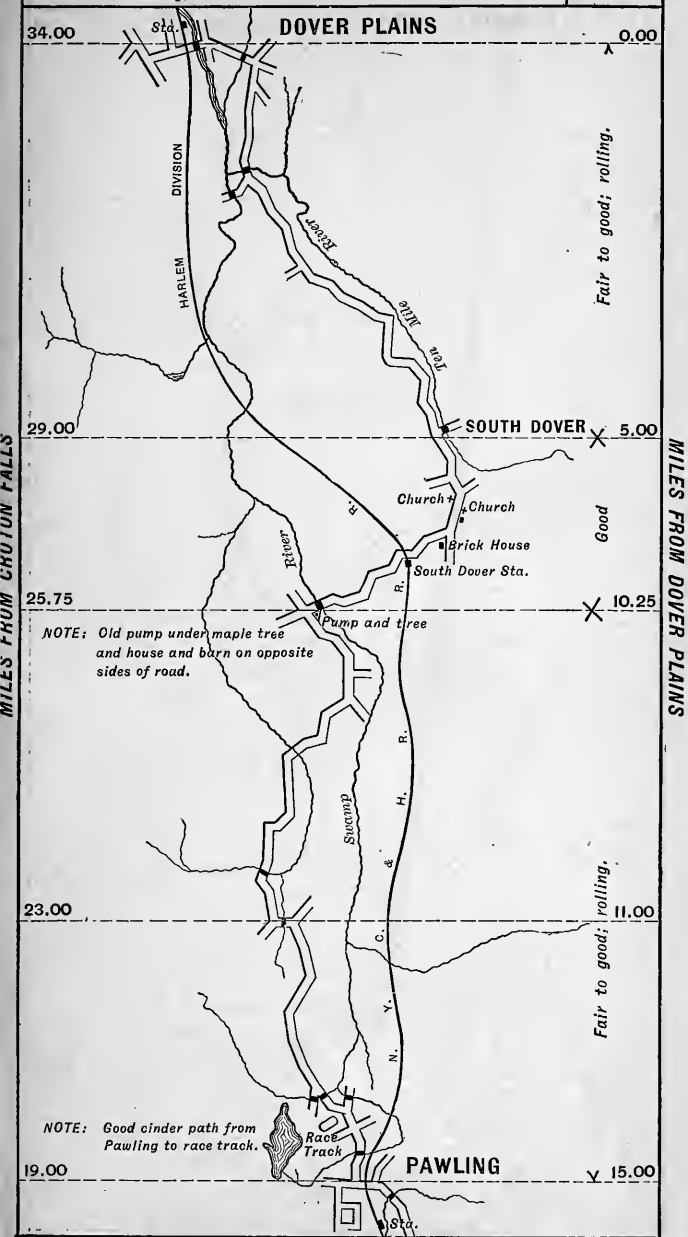 DOVER PLAINS
Sta.
34.00
0.00
HARLEM DIVISION
Fair to good; rolling.
Ten Mile River
29.00
SOUTH DOVER
5.00
MILES FROM CROTON FALLS
MILES FROM DOVER PLAINS
Church
Church
Good
Brick House
South Dover Sta.
25.75
10.25
Pump and tree
NOTE: Old pump under maple tree
and house and barn on opposite
sides of road.
Swamp River
N. Y. C. & H. R. R. R.
23.00
11.00
Fair to good; rolling.
NOTE: Good cinder path from
Pawling to race track.
Race
Track
19.00
PAWLING
15.00
Sta.